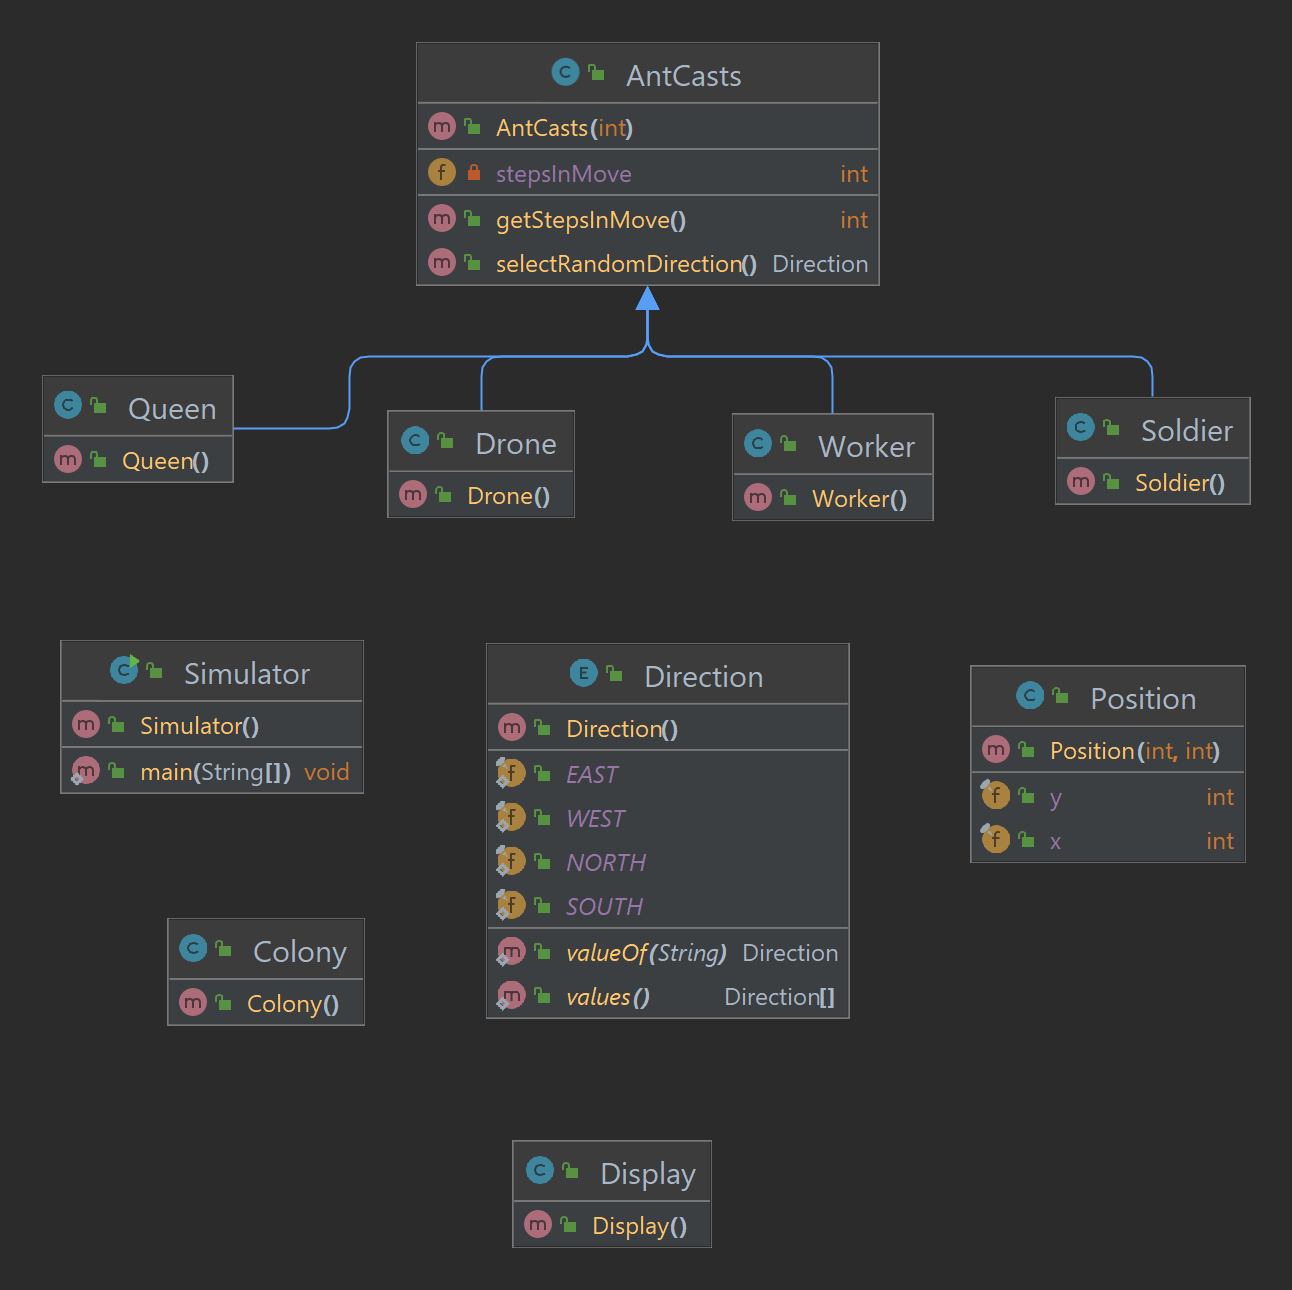 AntCasts
AntCasts(int)
stepsInMove int
getStepsInMove() int
selectRandomDirection() Direction
Queen
Queen()
Drone
Drone()
Worker
Worker()
Soldier
Soldier()
Simulator
Simulator()
main(String[]) void
Direction
Direction()
EAST
WEST
NORTH
SOUTH
valueOf(String) Direction
values() Direction[]
Position
Position(int, int)
y int
x int
Colony
Colony()
Display
Display()